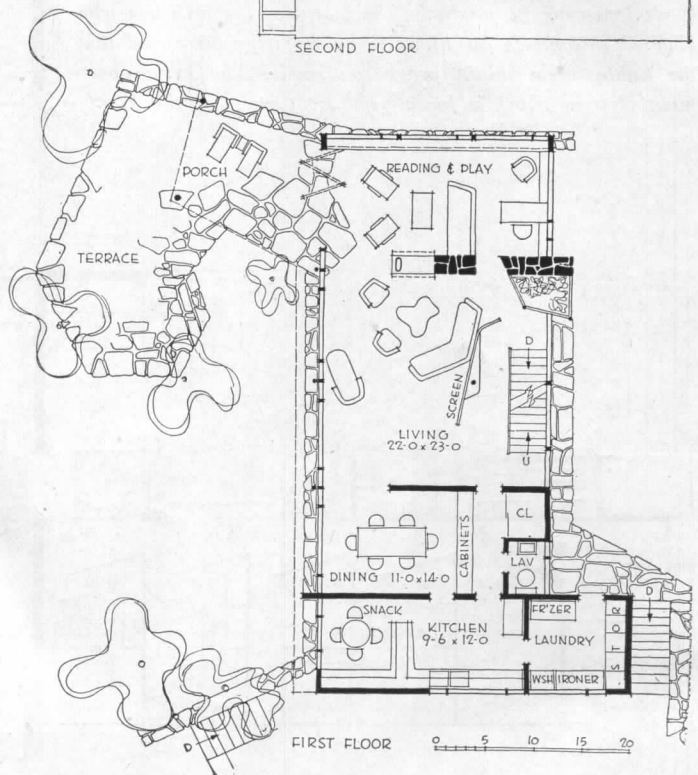 SECOND FLOOR
PORCH
READING & PLAY
TERRACE
D
SCREEN
LIVING
22-0 x 23-0
U
CL
CABINETS
LAV
DINING 11-0 x 14-0
SNACK
KITCHEN
9-6 x 12-0
FR'ZER
LAUNDRY
STOR
D
WSH IRONER
D
FIRST FLOOR
0 5 10 15 20